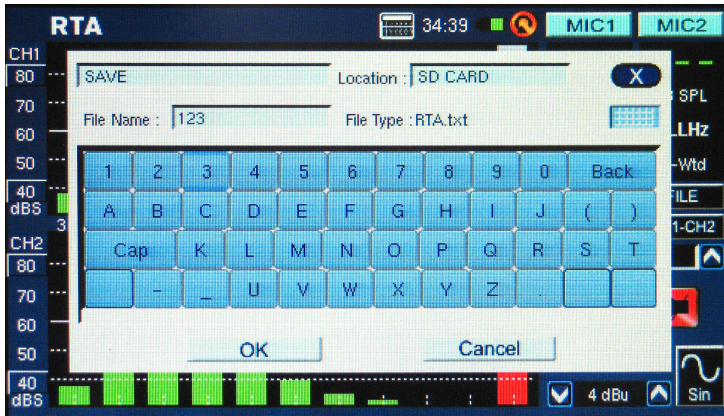 RTA 34:39 MIC1 MIC2
CH1
80
70
60
50
40
dBS
3
CH2
80
70
60
50
40
dBS
SAVE Location : SD CARD X
File Name : 123 File Type :RTA.txt
1 2 3 4 5 6 7 8 9 0 Back
A B C D E F G H I J ( )
Cap K L M N O P Q R S T
- _ U V W X Y Z .
OK Cancel
SPL
LHz
-Wtd
FILE
1-CH2
4 dBu
Sin